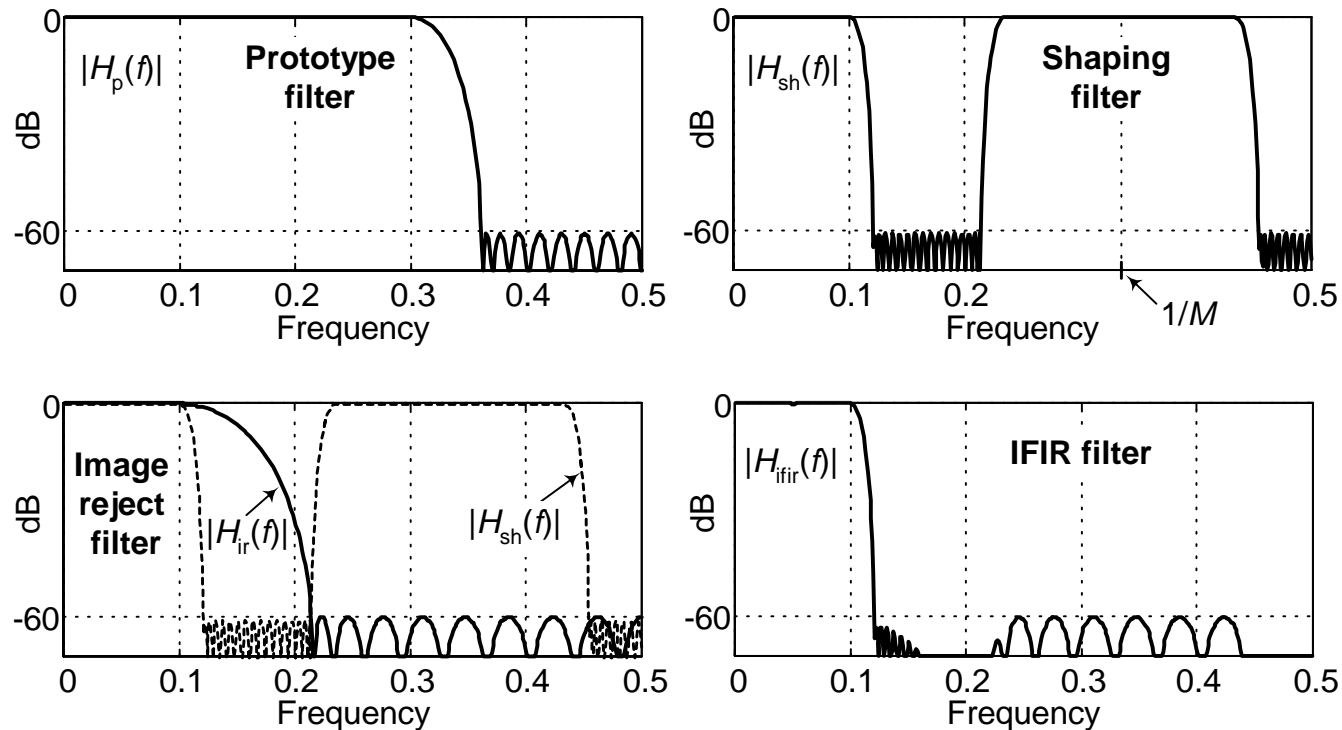 0
-60
dB
|Hp(f)|
Prototype
filter
0 0.1 0.2 0.3 0.4 0.5
Frequency
0
-60
dB
|Hsh(f)|
Shaping
filter
0 0.1 0.2 0.5
Frequency
1/M
0
-60
dB
Image
reject
filter
|Hir(f)|
|Hsh(f)|
0 0.1 0.2 0.3 0.4 0.5
Frequency
0
-60
dB
|Hifir(f)|
IFIR filter
0 0.1 0.2 0.3 0.4 0.5
Frequency